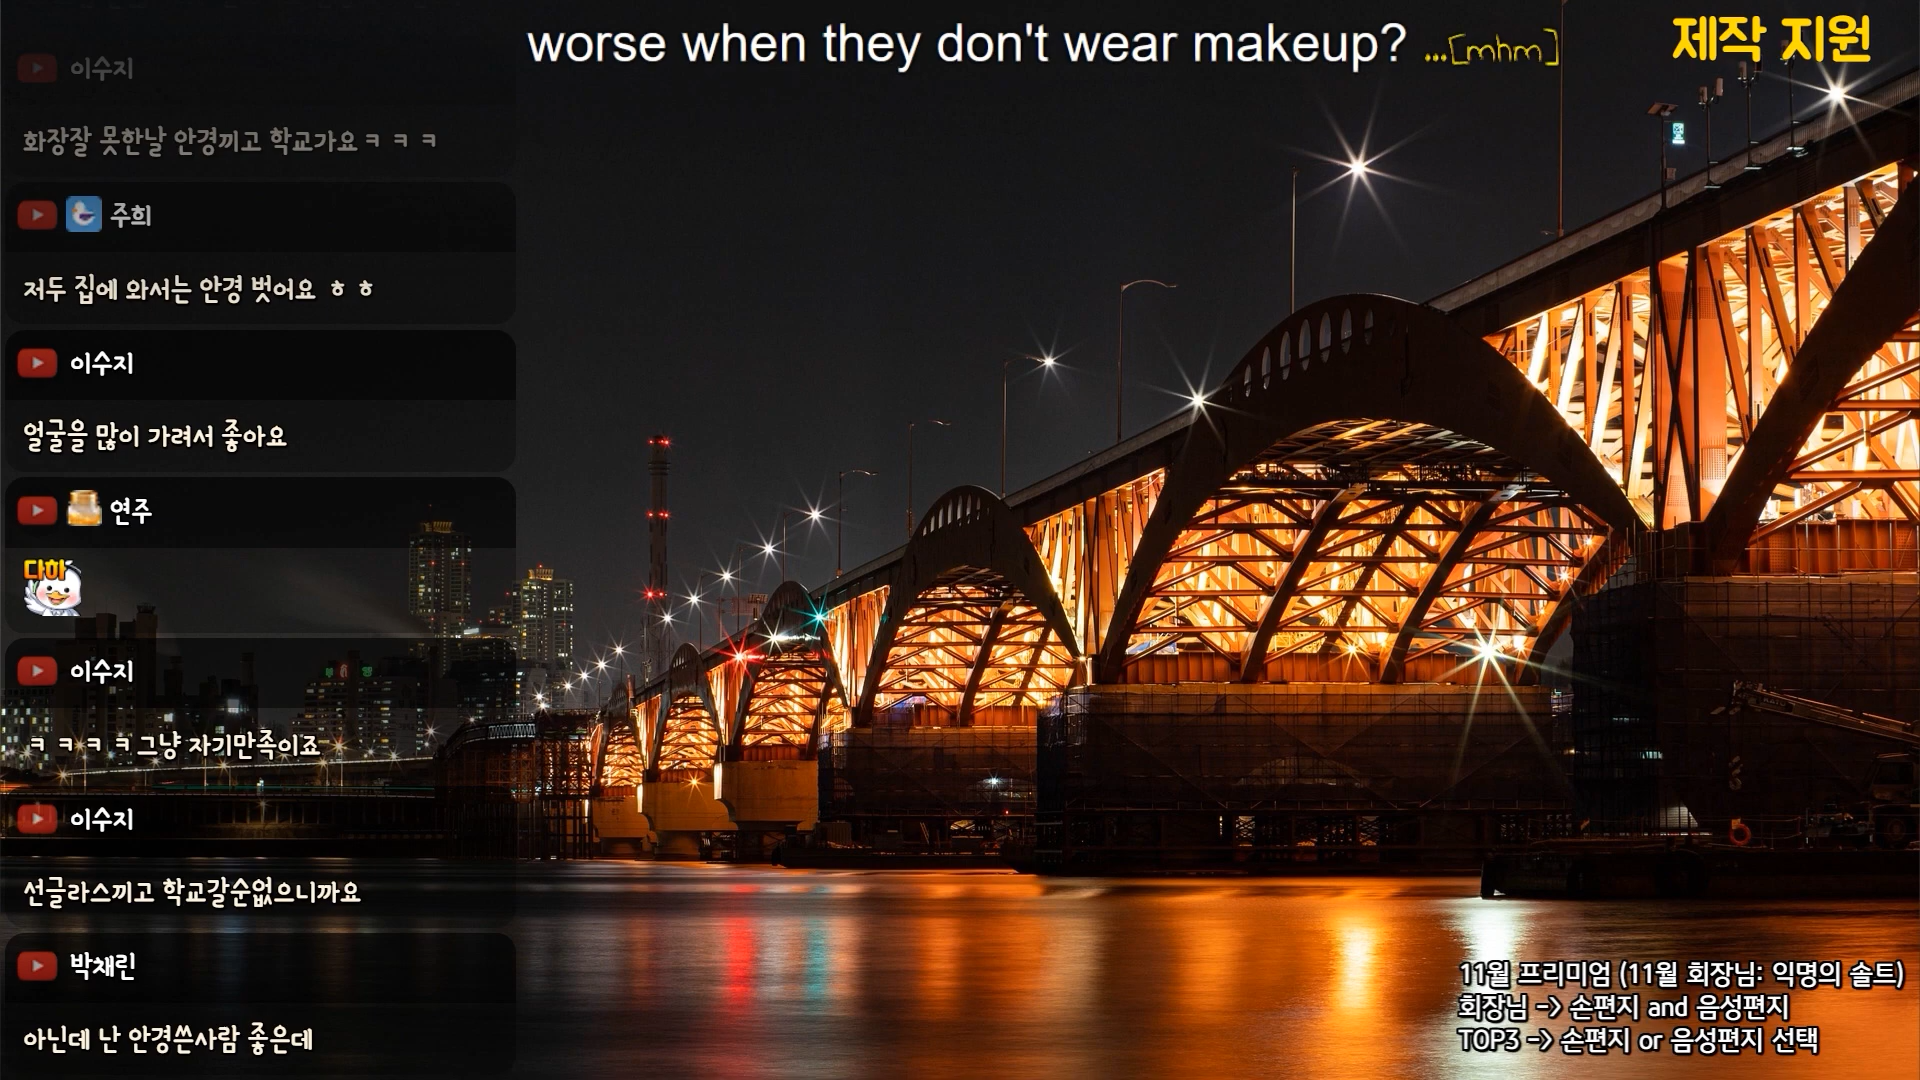 worse when they don't wear makeup? ...[mhm]
제작 지원
이수지
화장잘 못한날 안경끼고 학교가요ㅋㅋㅋ
주희
저두 집에 와서는 안경 벗어요 ㅎㅎ
이수지
얼굴을 많이 가려서 좋아요
연주
다하
이수지
ㅋㅋㅋㅋ그냥 자기만족이죠
이수지
선글라스끼고 학교갈순없으니까요
박채린
아닌데 난 안경쓴사람 좋은데
11월 프리미엄 (11월 회장님: 익명의 솔트)
회장님 -> 손편지 and 음성편지
TOP3 -> 손편지 or 음성편지 선택